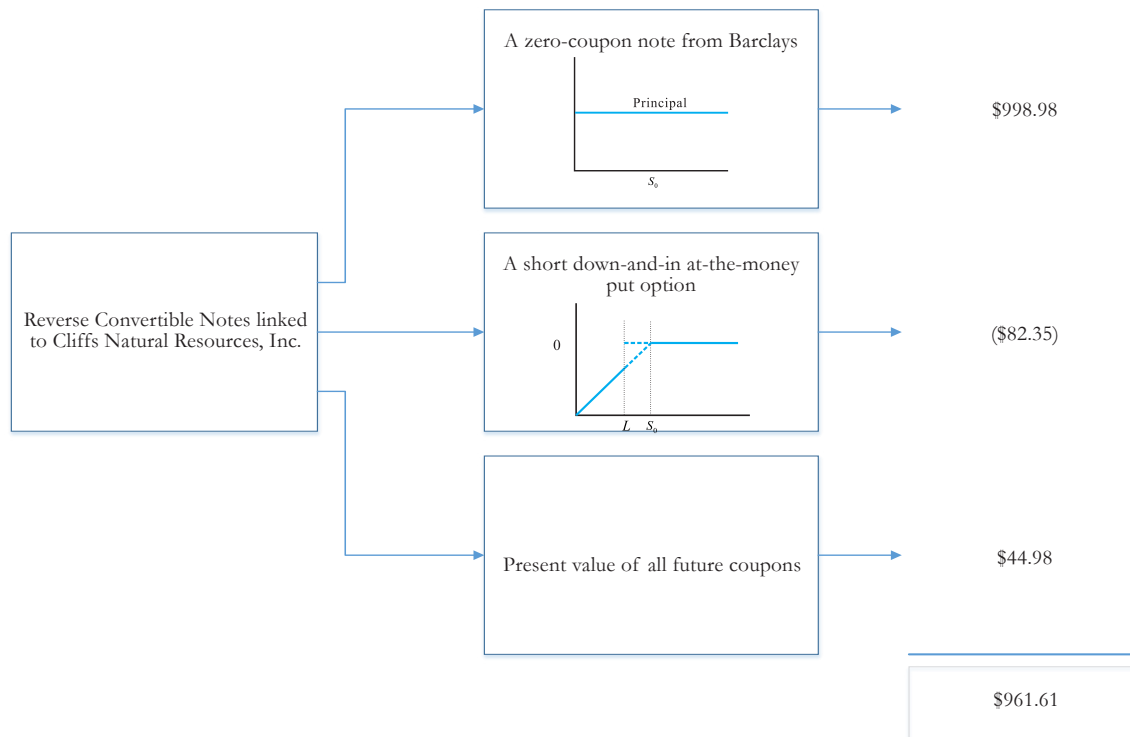 A zero-coupon note from Barclays
Principal
S₀
$998.98
Reverse Convertible Notes linked
to Cliffs Natural Resources, Inc.
A short down-and-in at-the-money
put option
0
L S₀
($82.35)
Present value of all future coupons
$44.98
$961.61